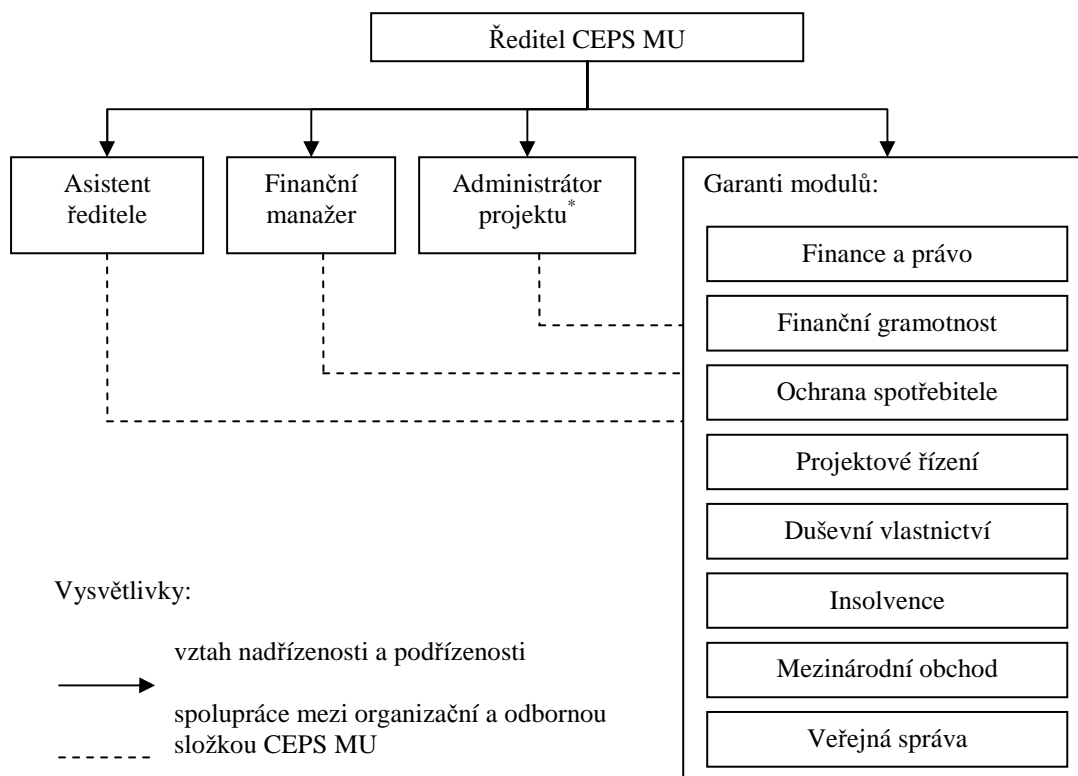 Ředitel CEPS MU
Asistent
ředitele
Finanční
manažer
Administrátor
projektu*
Garanti modulů:
Finance a právo
Finanční gramotnost
Ochrana spotřebitele
Projektové řízení
Duševní vlastnictví
Insolvence
Mezinárodní obchod
Veřejná správa
Vysvětlivky:
vztah nadřízenosti a podřízenosti
spolupráce mezi organizační a odbornou
složkou CEPS MU